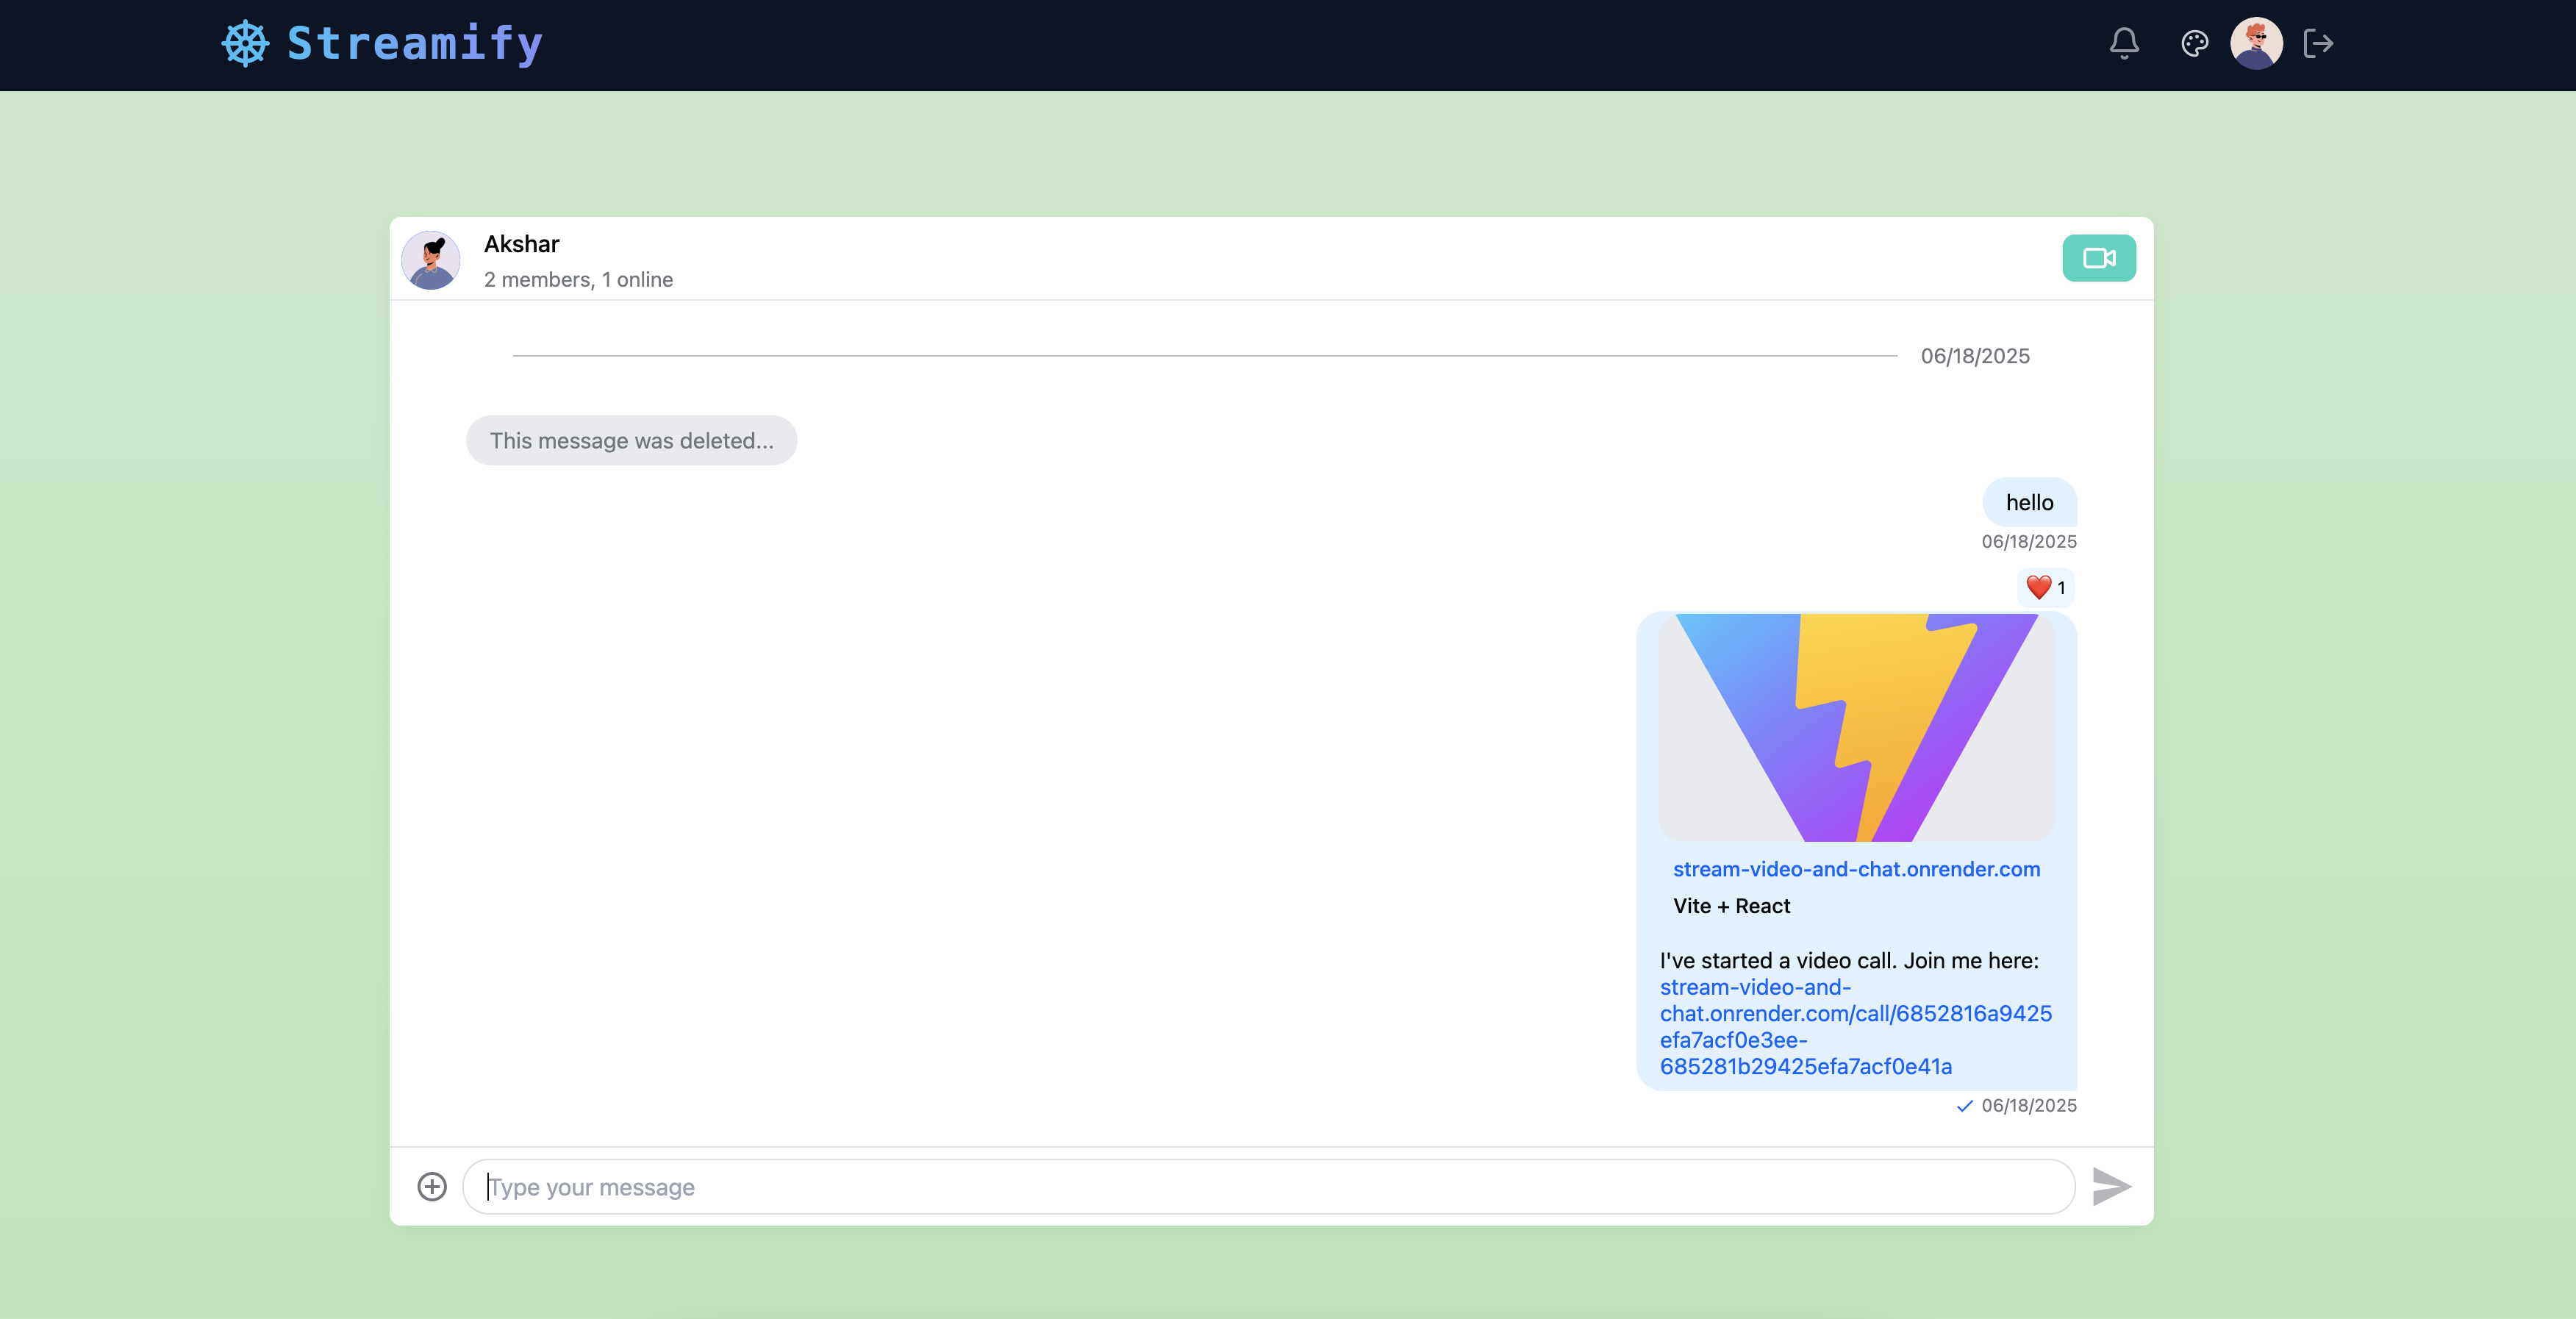 Streamify
Akshar
2 members, 1 online
06/18/2025
This message was deleted...
hello
06/18/2025
❤️ 1
stream-video-and-chat.onrender.com
Vite + React
I've started a video call. Join me here:
stream-video-and-
chat.onrender.com/call/6852816a9425
efa7acf0e3ee-
685281b29425efa7acf0e41a
06/18/2025
Type your message